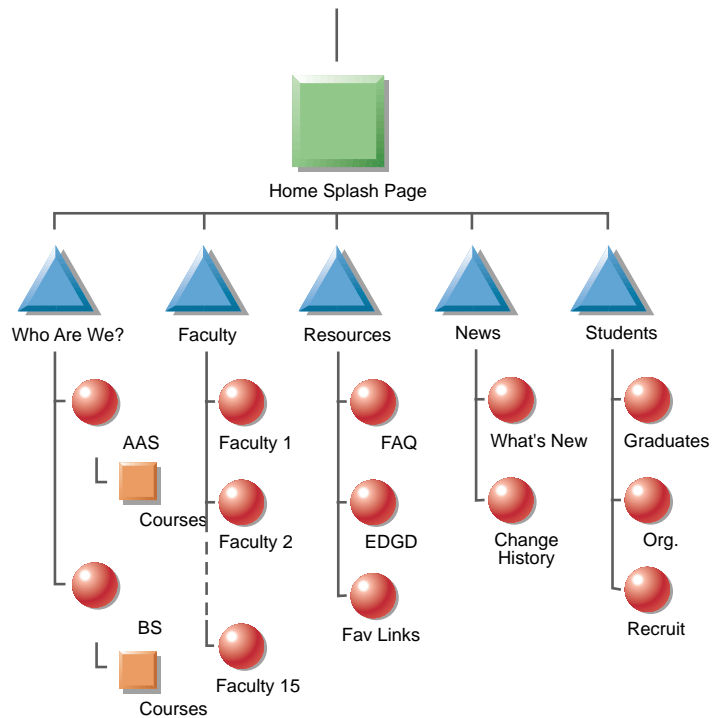 Home Splash Page
Who Are We?
Faculty
Resources
News
Students
AAS
Courses
BS
Courses
Faculty 1
Faculty 2
Faculty 15
FAQ
EDGD
Fav Links
What's New
Change
History
Graduates
Org.
Recruit